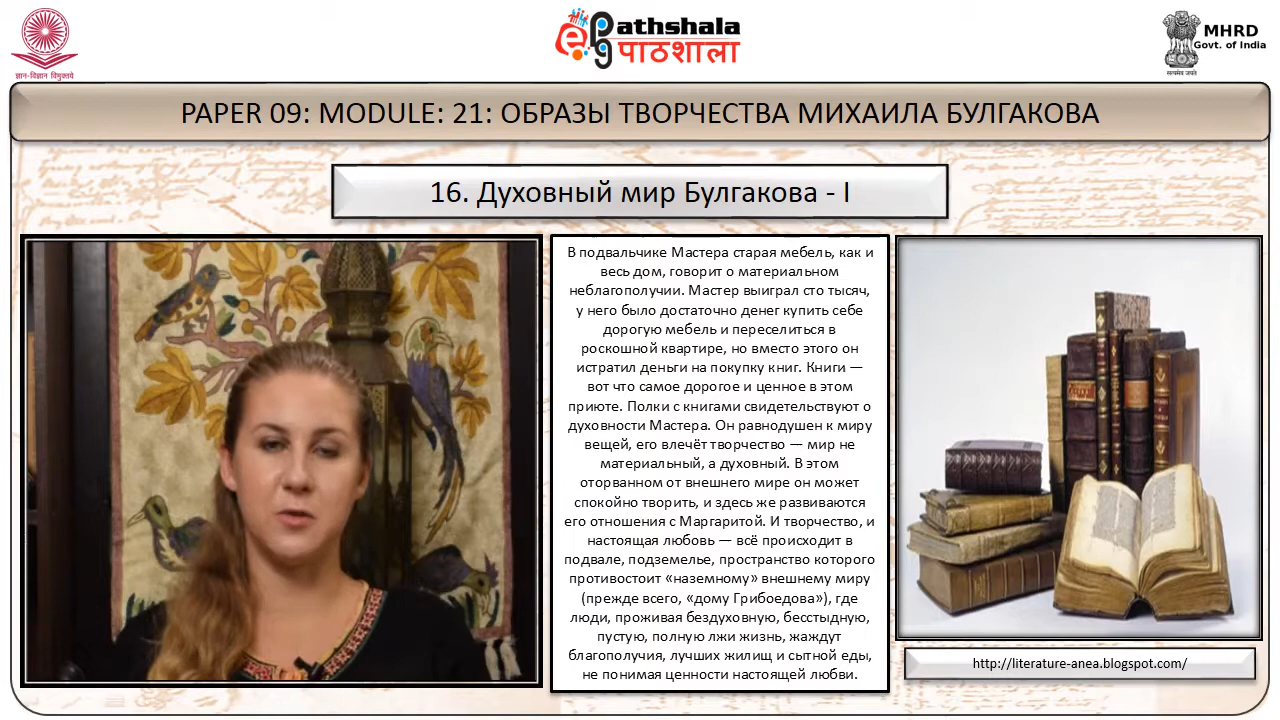 ज्ञान-विज्ञान विमुक्तये
ePathshala
पाठशाला
MHRD
Govt. of India
सत्यमेव जयते
PAPER 09: MODULE: 21: ОБРАЗЫ ТВОРЧЕСТВА МИХАИЛА БУЛГАКОВА
16. Духовный мир Булгакова - I
В подвальчике Мастера старая мебель, как и
весь дом, говорит о материальном
неблагополучии. Мастер выиграл сто тысяч,
у него было достаточно денег купить себе
дорогую мебель и переселиться в
роскошной квартире, но вместо этого он
истратил деньги на покупку книг. Книги —
вот что самое дорогое и ценное в этом
приюте. Полки с книгами свидетельствуют о
духовности Мастера. Он равнодушен к миру
вещей, его влечёт творчество — мир не
материальный, а духовный. В этом
оторванном от внешнего мире он может
спокойно творить, и здесь же развиваются
его отношения с Маргаритой. И творчество, и
настоящая любовь — всё происходит в
подвале, подземелье, пространство которого
противостоит «наземному» внешнему миру
(прежде всего, «дому Грибоедова»), где
люди, проживая бездуховную, бесстыдную,
пустую, полную лжи жизнь, жаждут
благополучия, лучших жилищ и сытной еды,
не понимая ценности настоящей любви.
http://literature-anea.blogspot.com/